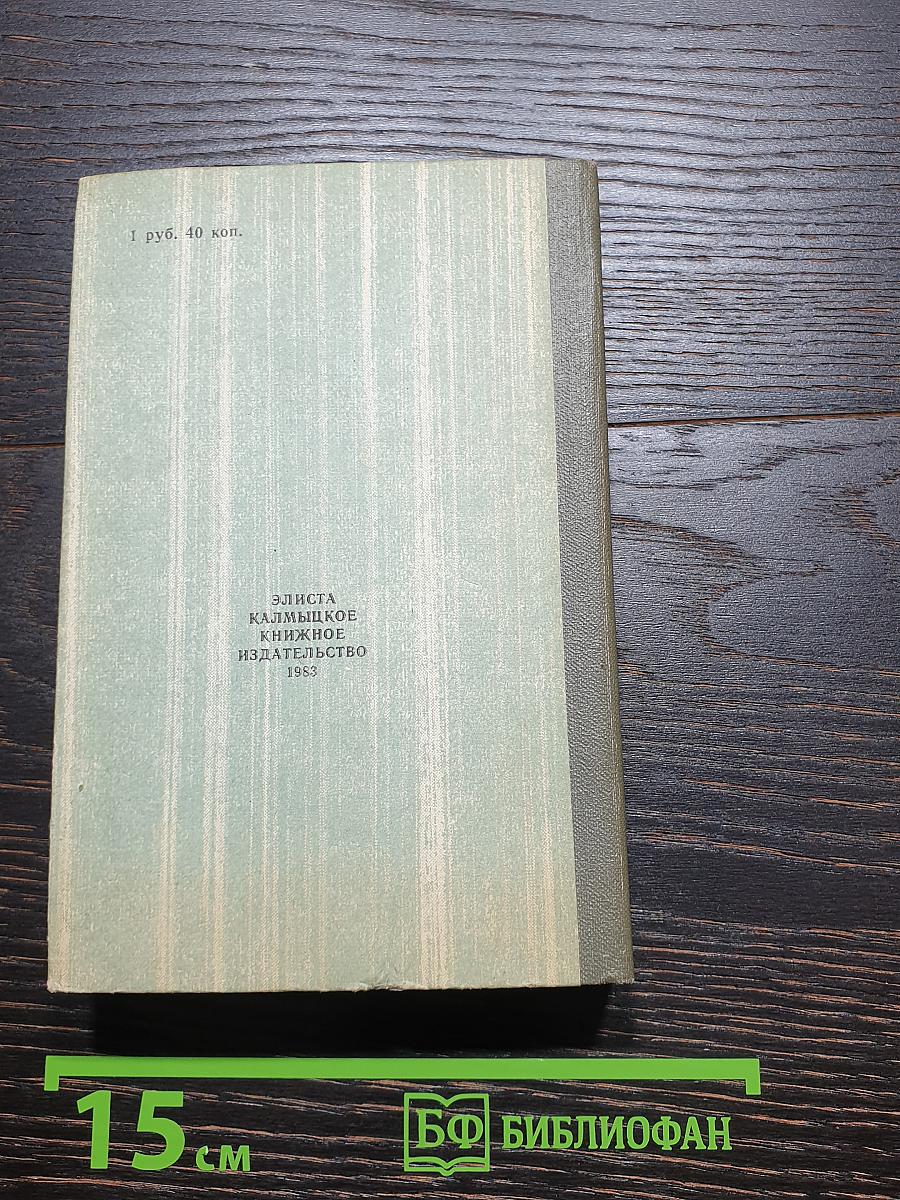 1 руб. 40 коп.
ЭЛИСТА
КАЛМЫЦКОЕ
КНИЖНОЕ
ИЗДАТЕЛЬСТВО
1983
15 см
БФ БИБЛИОФАН